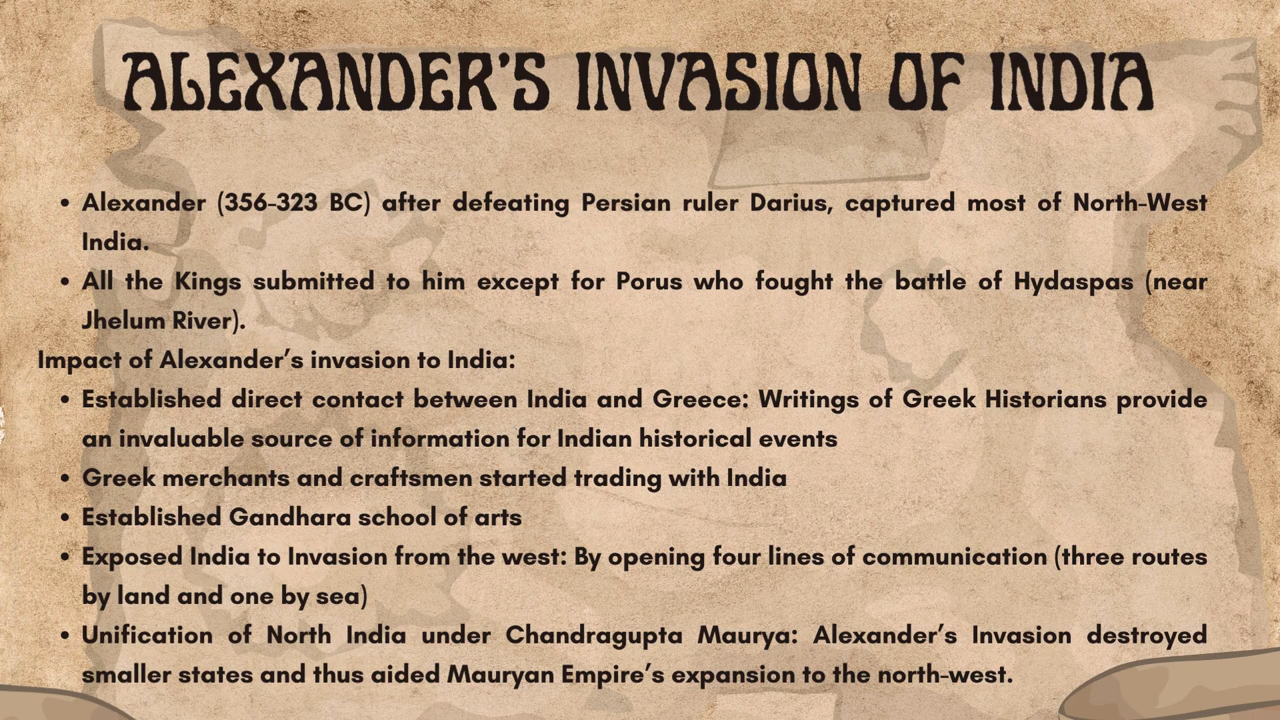 ALEXANDER'S INVASION OF INDIA
• Alexander (356-323 BC) after defeating Persian ruler Darius, captured most of North-West
India.
• All the Kings submitted to him except for Porus who fought the battle of Hydaspas (near
Jhelum River).
Impact of Alexander's invasion to India:
• Established direct contact between India and Greece: Writings of Greek Historians provide
an invaluable source of information for Indian historical events
• Greek merchants and craftsmen started trading with India
• Established Gandhara school of arts
• Exposed India to Invasion from the west: By opening four lines of communication (three routes
by land and one by sea)
• Unification of North India under Chandragupta Maurya: Alexander's Invasion destroyed
smaller states and thus aided Mauryan Empire's expansion to the north-west.